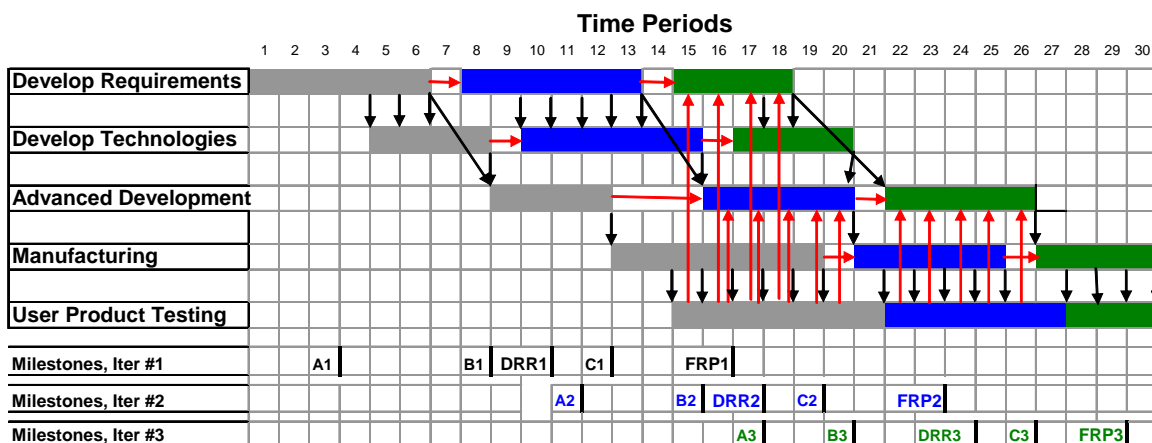 Time Periods
1 2 3 4 5 6 7 8 9 10 11 12 13 14 15 16 17 18 19 20 21 22 23 24 25 26 27 28 29 30
Develop Requirements
Develop Technologies
Advanced Development
Manufacturing
User Product Testing
Milestones, Iter #1 A1 B1 DRR1 C1 FRP1
Milestones, Iter #2 A2 B2 DRR2 C2 FRP2
Milestones, Iter #3 A3 B3 DRR3 C3 FRP3